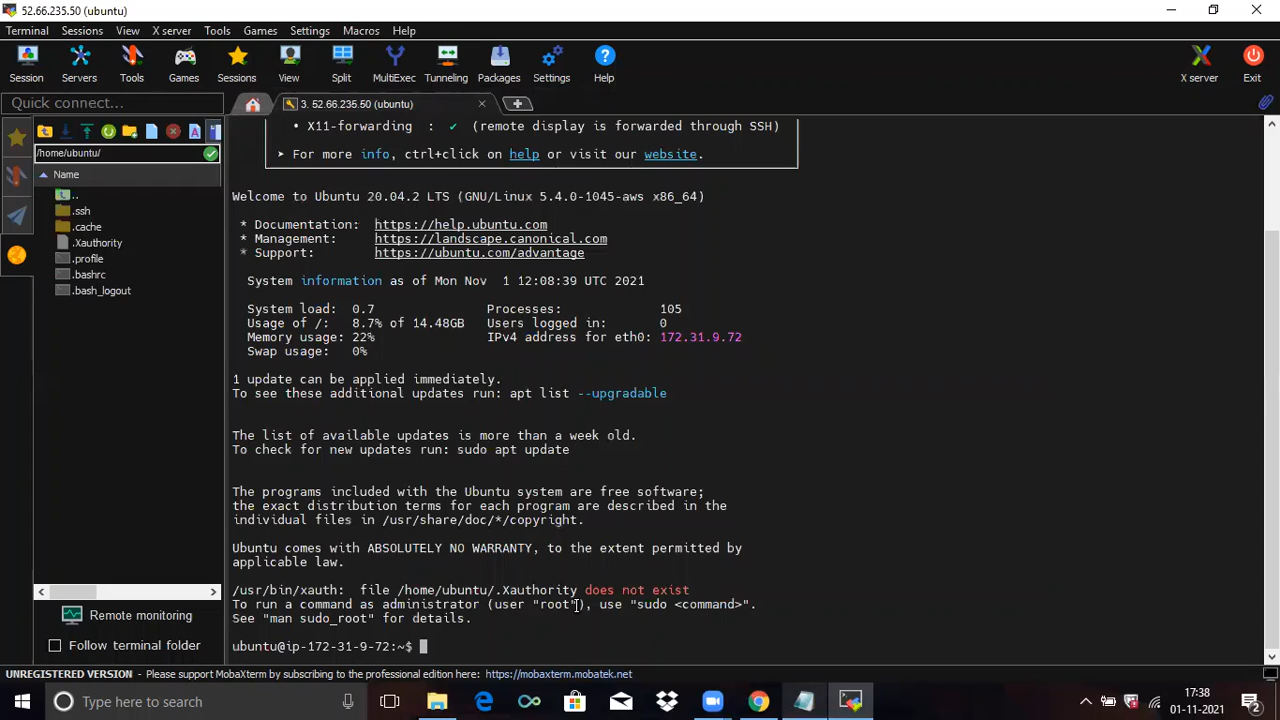 52.66.235.50 (ubuntu)
Terminal Sessions View X server Tools Games Settings Macros Help
Session Servers Tools Games Sessions View Split MultiExec Tunneling Packages Settings Help X server Exit
Quick connect...
3. 52.66.235.50 (ubuntu)
/home/ubuntu/
Name
..
.ssh
.cache
.Xauthority
.profile
.bashrc
.bash_logout
Remote monitoring
Follow terminal folder
• X11-forwarding : ✔ (remote display is forwarded through SSH)
➤ For more info, ctrl+click on help or visit our website.
Welcome to Ubuntu 20.04.2 LTS (GNU/Linux 5.4.0-1045-aws x86_64)
* Documentation: https://help.ubuntu.com
* Management: https://landscape.canonical.com
* Support: https://ubuntu.com/advantage
System information as of Mon Nov 1 12:08:39 UTC 2021
System load: 0.7 Processes: 105
Usage of /: 8.7% of 14.48GB Users logged in: 0
Memory usage: 22% IPv4 address for eth0: 172.31.9.72
Swap usage: 0%
1 update can be applied immediately.
To see these additional updates run: apt list --upgradable
The list of available updates is more than a week old.
To check for new updates run: sudo apt update
The programs included with the Ubuntu system are free software;
the exact distribution terms for each program are described in the
individual files in /usr/share/doc/*/copyright.
Ubuntu comes with ABSOLUTELY NO WARRANTY, to the extent permitted by
applicable law.
/usr/bin/xauth: file /home/ubuntu/.Xauthority does not exist
To run a command as administrator (user "root"), use "sudo <command>".
See "man sudo_root" for details.
ubuntu@ip-172-31-9-72:~$
UNREGISTERED VERSION - Please support MobaXterm by subscribing to the professional edition here: https://mobaxterm.mobatek.net
Type here to search
17:38
01-11-2021
2